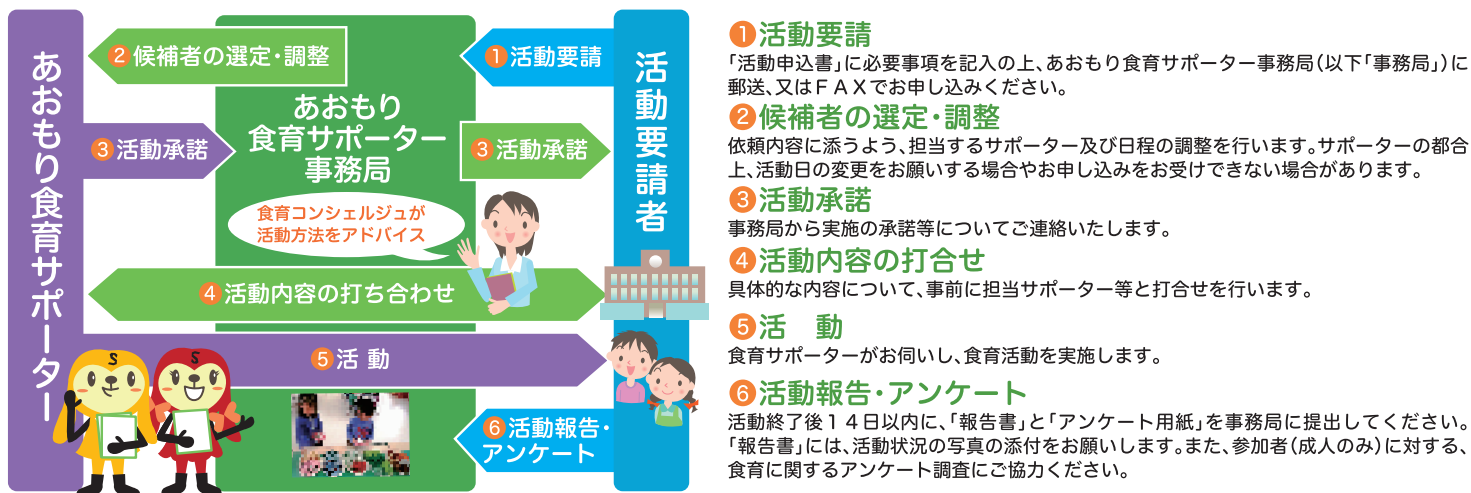 あおもり食育サポーター
②候補者の選定・調整
①活動要請
③活動承諾
あおもり
食育サポーター
事務局
③活動承諾
食育コンシェルジュが
活動方法をアドバイス
④活動内容の打ち合わせ
⑤活 動
⑥活動報告・
アンケート
活動要請者
S
S
①活動要請
「活動申込書」に必要事項を記入の上、あおもり食育サポーター事務局(以下「事務局」)に
郵送、又はFAXでお申し込みください。
②候補者の選定・調整
依頼内容に添うよう、担当するサポーター及び日程の調整を行います。サポーターの都合
上、活動日の変更をお願いする場合やお申し込みをお受けできない場合があります。
③活動承諾
事務局から実施の承諾等についてご連絡いたします。
④活動内容の打合せ
具体的な内容について、事前に担当サポーター等と打合せを行います。
⑤活 動
食育サポーターがお伺いし、食育活動を実施します。
⑥活動報告・アンケート
活動終了後14日以内に、「報告書」と「アンケート用紙」を事務局に提出してください。
「報告書」には、活動状況の写真の添付をお願いします。また、参加者(成人のみ)に対する、
食育に関するアンケート調査にご協力ください。